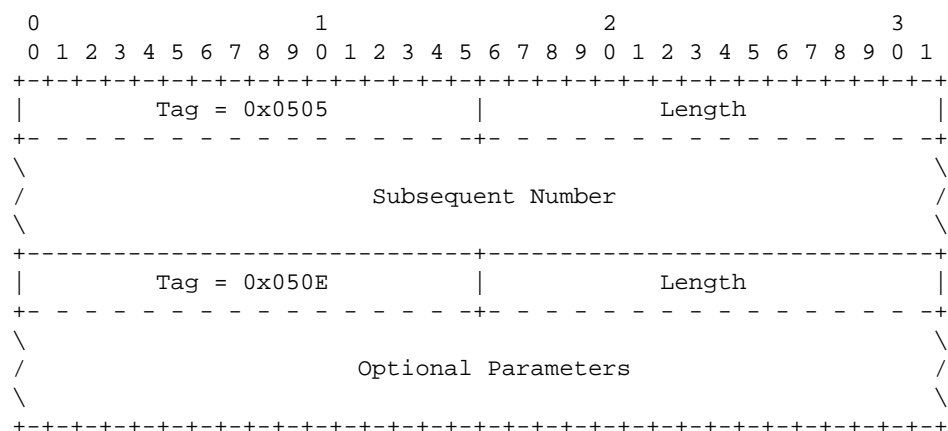 0                   1                   2                   3
0 1 2 3 4 5 6 7 8 9 0 1 2 3 4 5 6 7 8 9 0 1 2 3 4 5 6 7 8 9 0 1
+-+-+-+-+-+-+-+-+-+-+-+-+-+-+-+-+-+-+-+-+-+-+-+-+-+-+-+-+-+-+-+-+
|         Tag = 0x0505          |            Length             |
+- - - - - - - - - - - - - - - -+- - - - - - - - - - - - - - - -+
\                                                               \
/                        Subsequent Number                      /
\                                                               \
+-------------------------------+-------------------------------+
|         Tag = 0x050E          |            Length             |
+- - - - - - - - - - - - - - - -+- - - - - - - - - - - - - - - -+
\                                                               \
/                       Optional Parameters                     /
\                                                               \
+-+-+-+-+-+-+-+-+-+-+-+-+-+-+-+-+-+-+-+-+-+-+-+-+-+-+-+-+-+-+-+-+